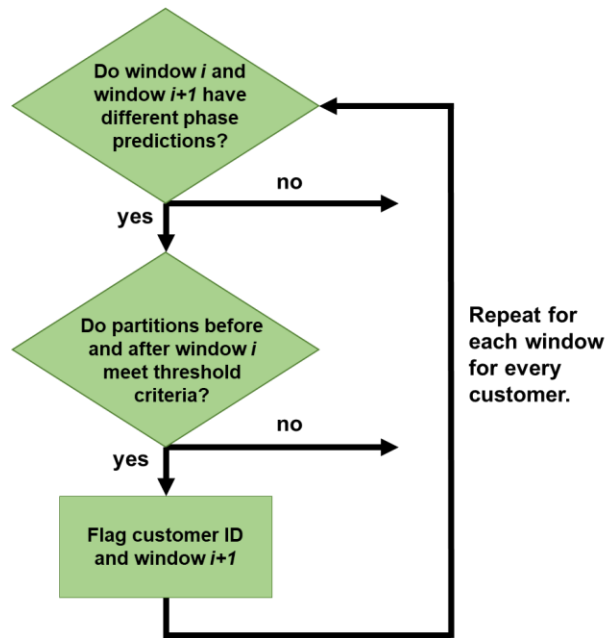 Do window i and
window i+1 have
different phase
predictions?
no
yes
Do partitions before
and after window i
meet threshold
criteria?
Repeat for
each window
for every
customer.
no
yes
Flag customer ID
and window i+1